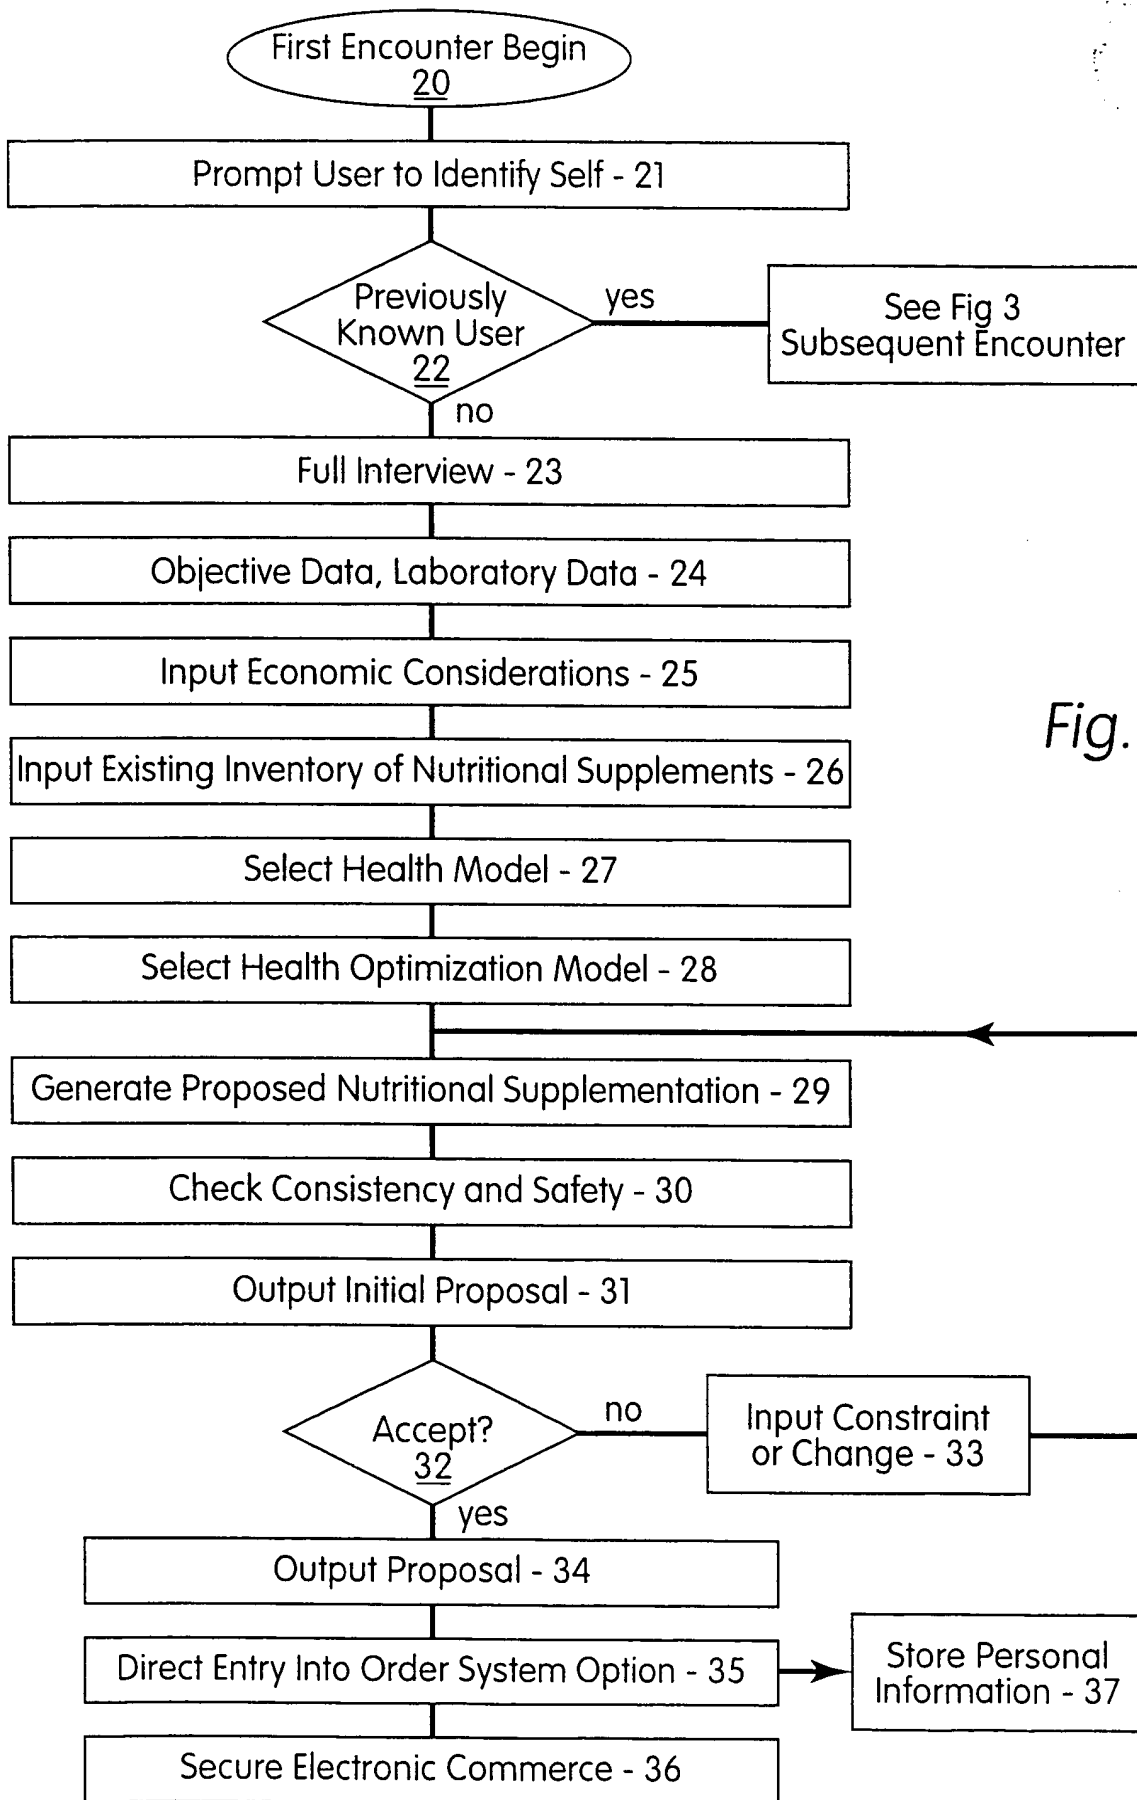 First Encounter Begin
20
Prompt User to Identify Self - 21
Previously
Known User
22
yes
See Fig 3
Subsequent Encounter
no
Full Interview - 23
Objective Data, Laboratory Data - 24
Input Economic Considerations - 25
Fig.
Input Existing Inventory of Nutritional Supplements - 26
Select Health Model - 27
Select Health Optimization Model - 28
Generate Proposed Nutritional Supplementation - 29
Check Consistency and Safety - 30
Output Initial Proposal - 31
Accept?
32
no
Input Constraint
or Change - 33
yes
Output Proposal - 34
Direct Entry Into Order System Option - 35
Store Personal
Information - 37
Secure Electronic Commerce - 36